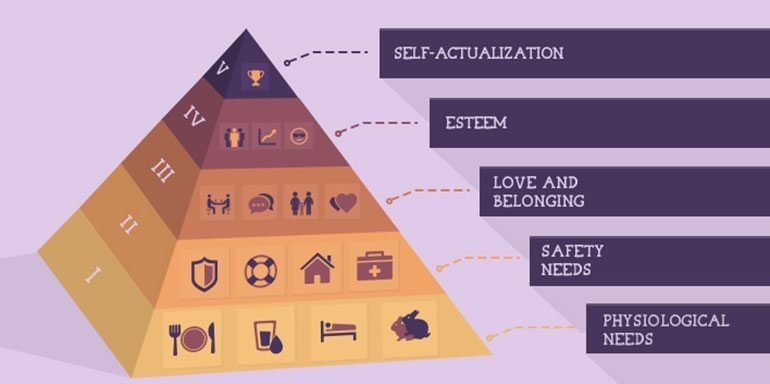 V
SELF-ACTUALIZATION
IV
ESTEEM
III
LOVE AND
BELONGING
II
SAFETY
NEEDS
I
PHYSIOLOGICAL
NEEDS